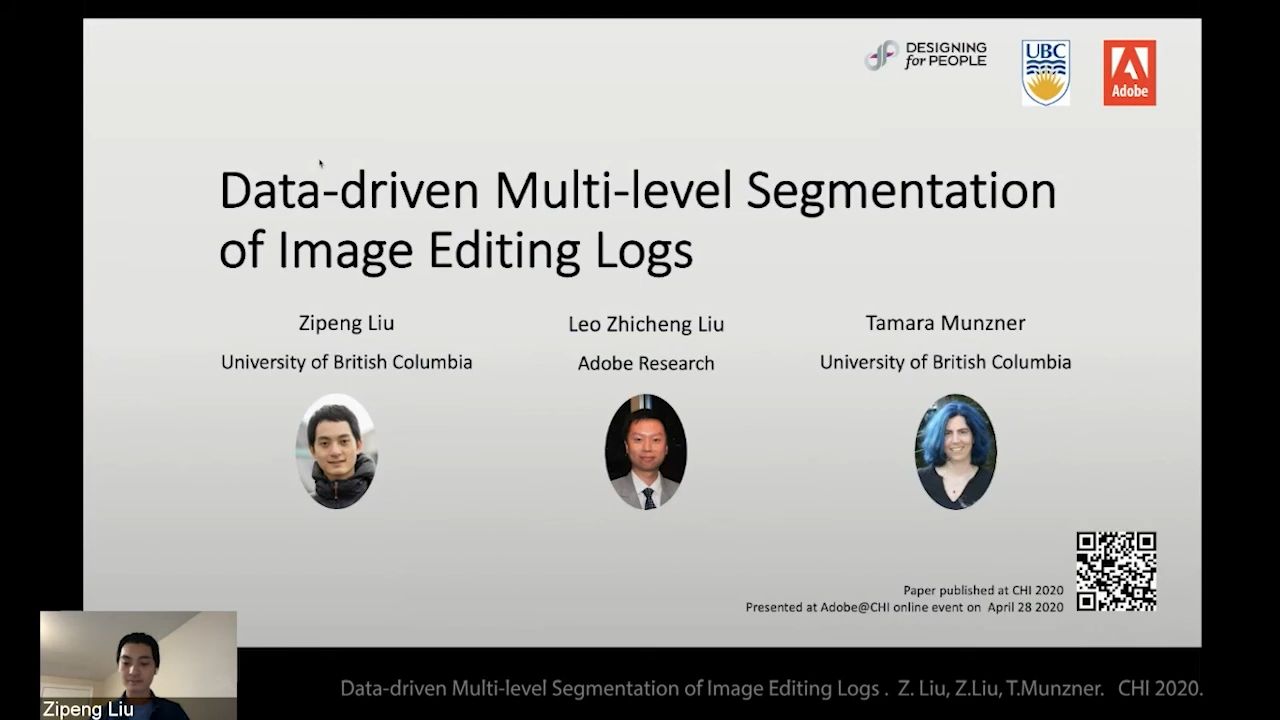 DESIGNING
for PEOPLE
UBC
Adobe
Data-driven Multi-level Segmentation
of Image Editing Logs
Zipeng Liu
Leo Zhicheng Liu
Tamara Munzner
University of British Columbia
Adobe Research
University of British Columbia
Paper published at CHI 2020
Presented at Adobe@CHI online event on April 28 2020
Zipeng Liu
Data-driven Multi-level Segmentation of Image Editing Logs . Z. Liu, Z.Liu, T.Munzner. CHI 2020.